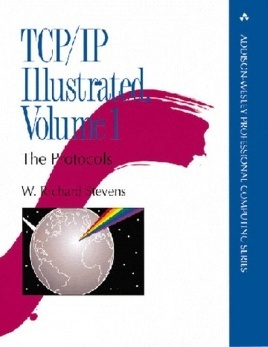 TCP/IP
Illustrated,
Volume 1
The Protocols
W. Richard Stevens
ADDISON-WESLEY PROFESSIONAL COMPUTING SERIES